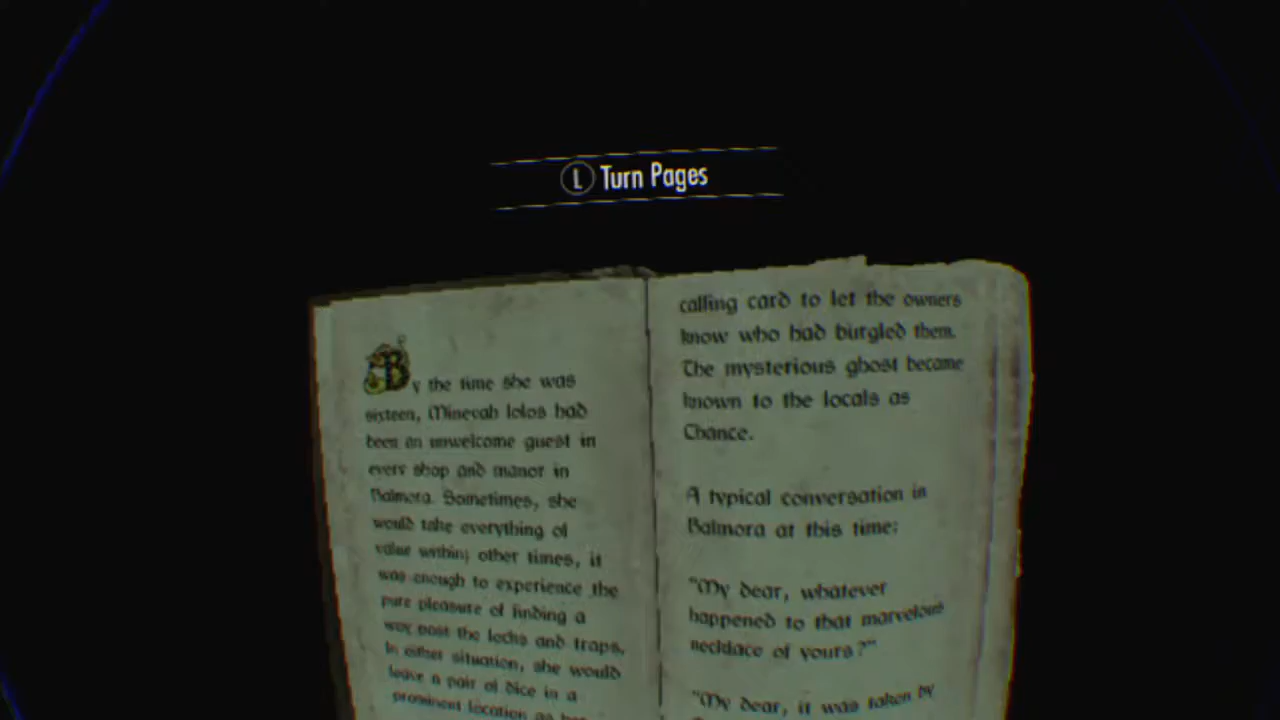 L Turn Pages
By the time she was
sixteen, Minevah Iolos had
been an unwelcome guest in
every shop and manor in
Balmora. Sometimes, she
would take everything of
value within; other times, it
was enough to experience the
pure pleasure of finding a
way past the locks and traps.
In either situation, she would
leave a pair of dice in a
prominent location as her
calling card to let the owners
know who had burgled them.
The mysterious ghost became
known to the locals as
Chance.
A typical conversation in
Balmora at this time:
"My dear, whatever
happened to that marvelous
necklace of yours?"
"My dear, it was taken by